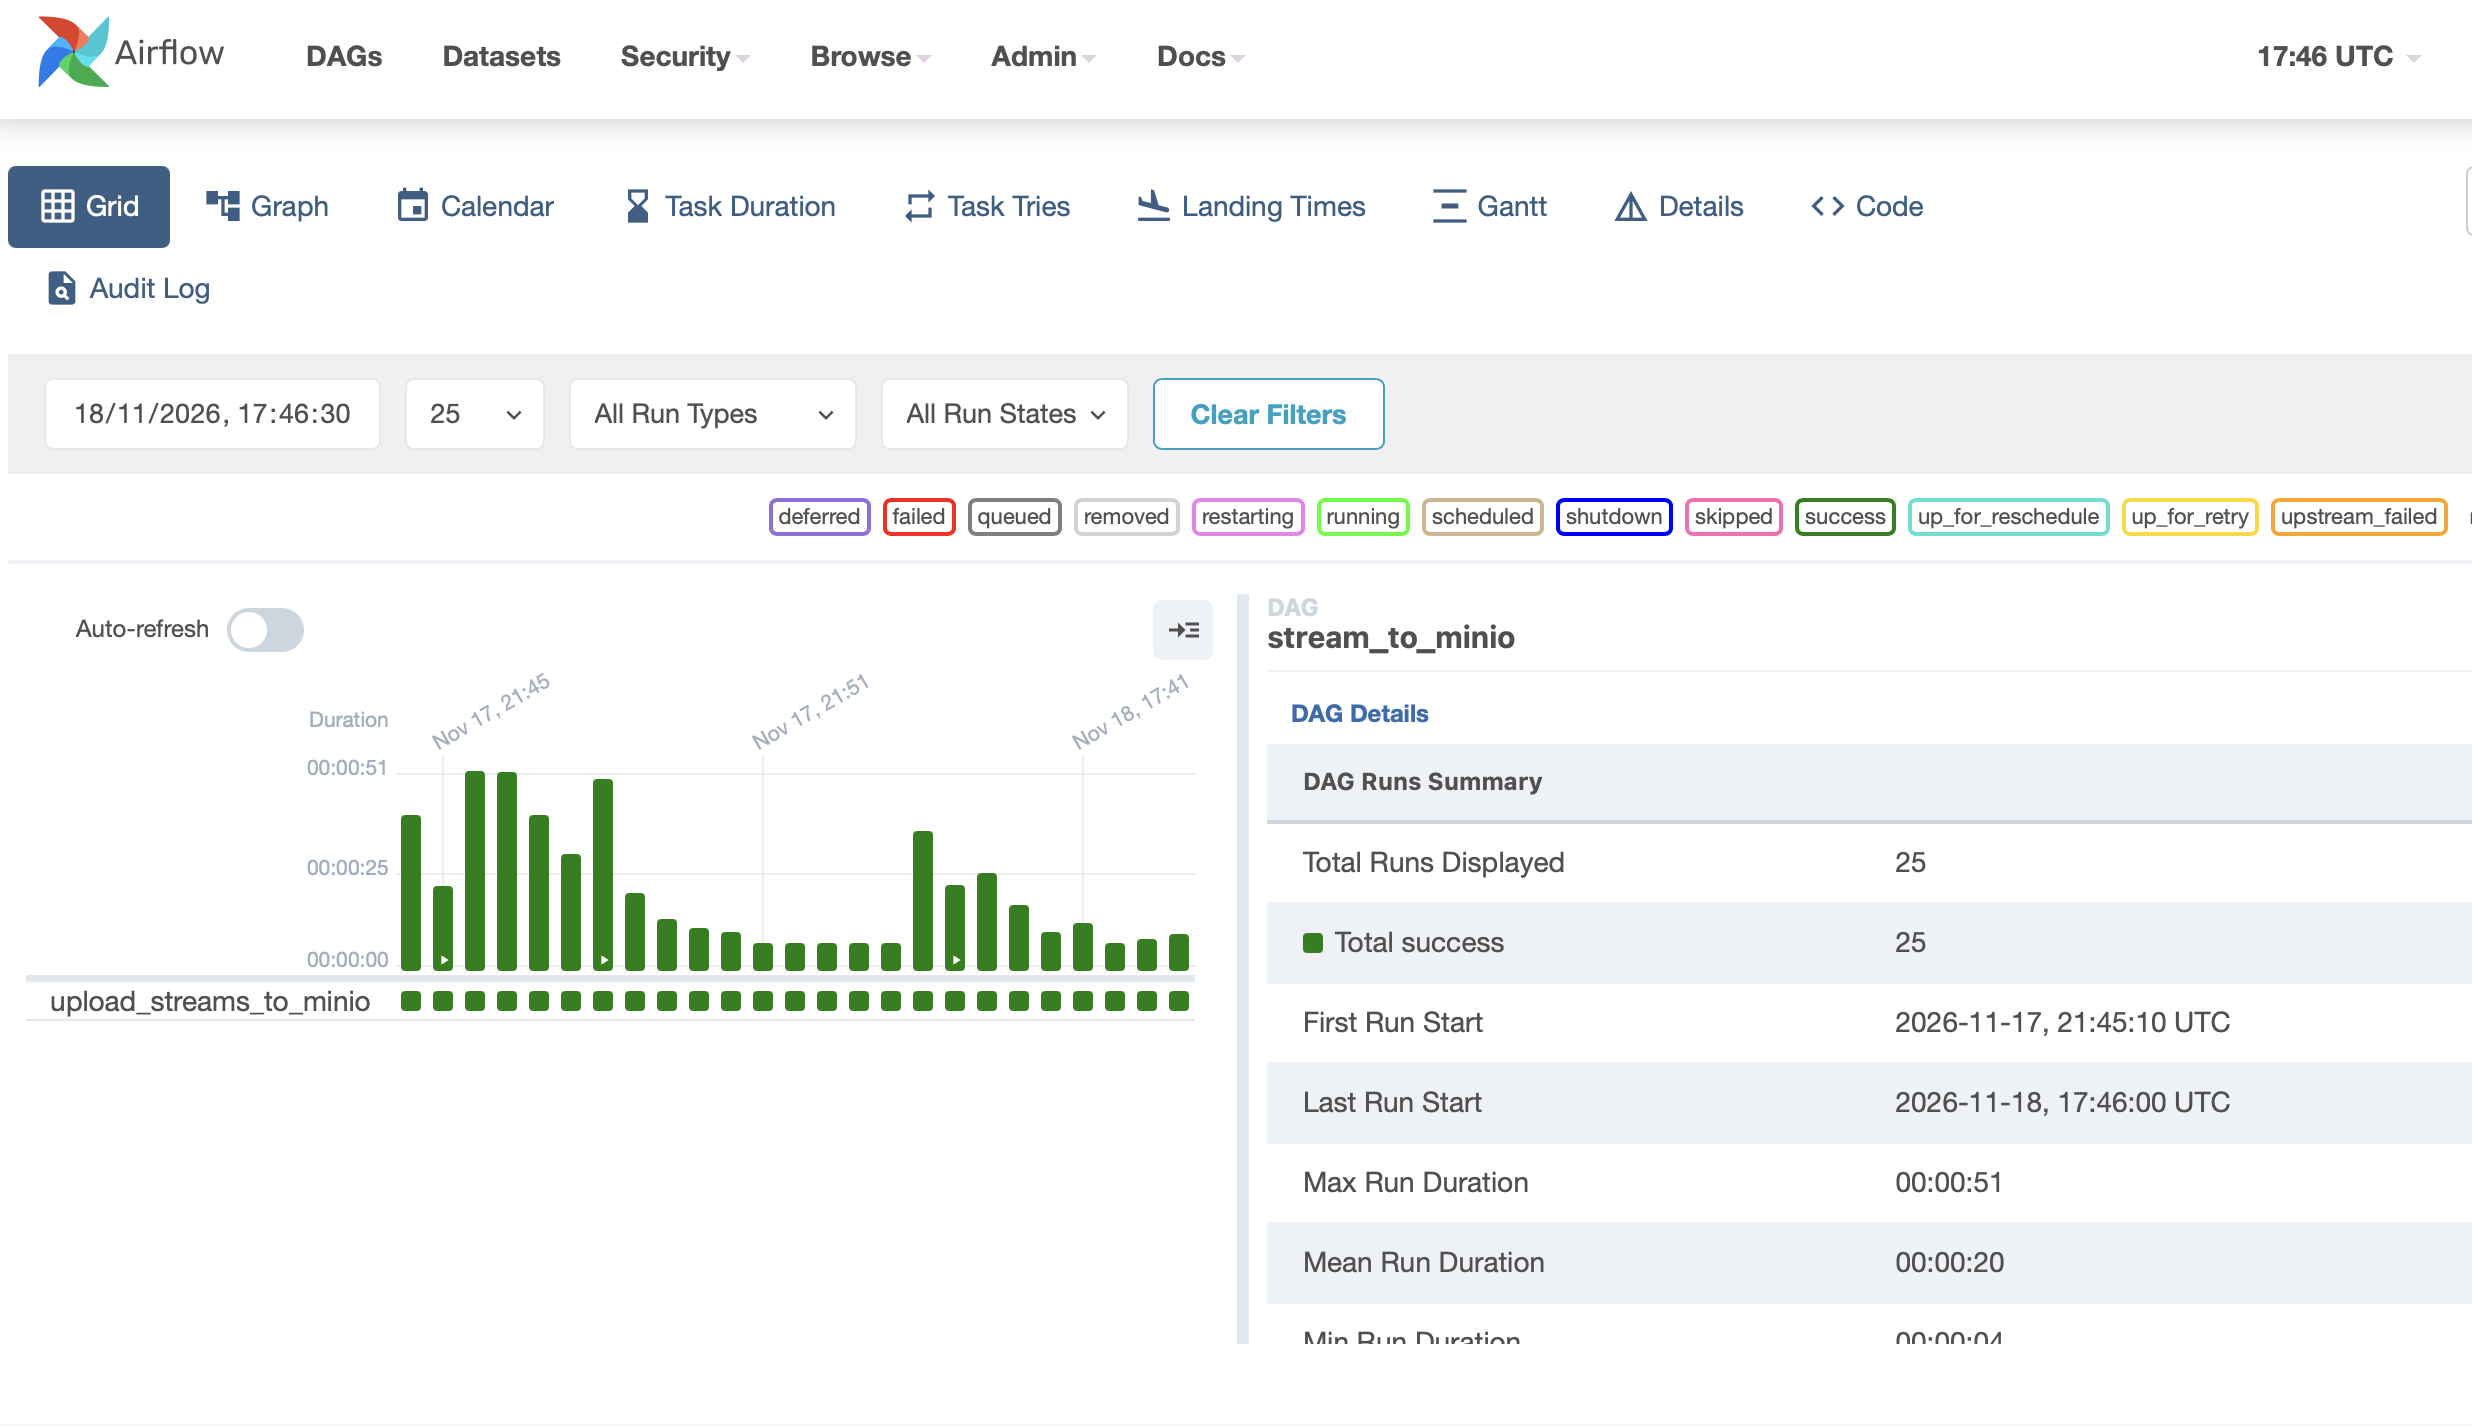 Airflow DAGs Datasets Security Browse Admin Docs 17:46 UTC
Grid Graph Calendar Task Duration Task Tries Landing Times Gantt Details Code
Audit Log
18/11/2026, 17:46:30 25 All Run Types All Run States Clear Filters
deferred failed queued removed restarting running scheduled shutdown skipped success up_for_reschedule up_for_retry upstream_failed
Auto-refresh
Nov 17, 21:45 Nov 17, 21:51 Nov 18, 17:41
Duration
00:00:51
00:00:25
00:00:00
upload_streams_to_minio
DAG
stream_to_minio
DAG Details
DAG Runs Summary
Total Runs Displayed 25
Total success 25
First Run Start 2026-11-17, 21:45:10 UTC
Last Run Start 2026-11-18, 17:46:00 UTC
Max Run Duration 00:00:51
Mean Run Duration 00:00:20
Min Run Duration 00:00:04